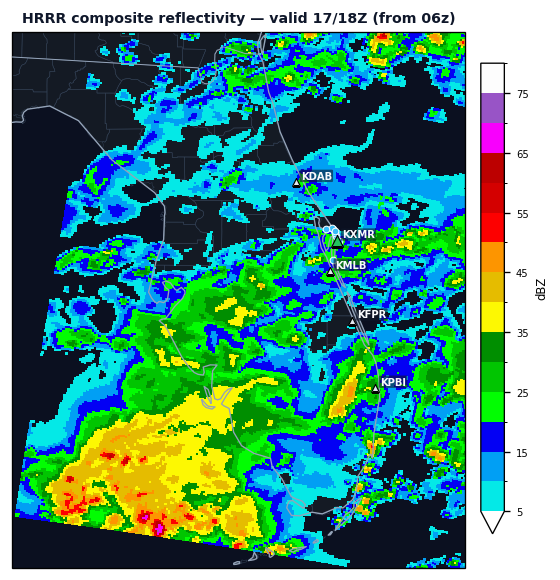 HRRR composite reflectivity — valid 17/18Z (from 06z)
75
65
KDAB
55
KXMR
45
dBZ
KMLB
KFPR
35
KPBI
25
15
5